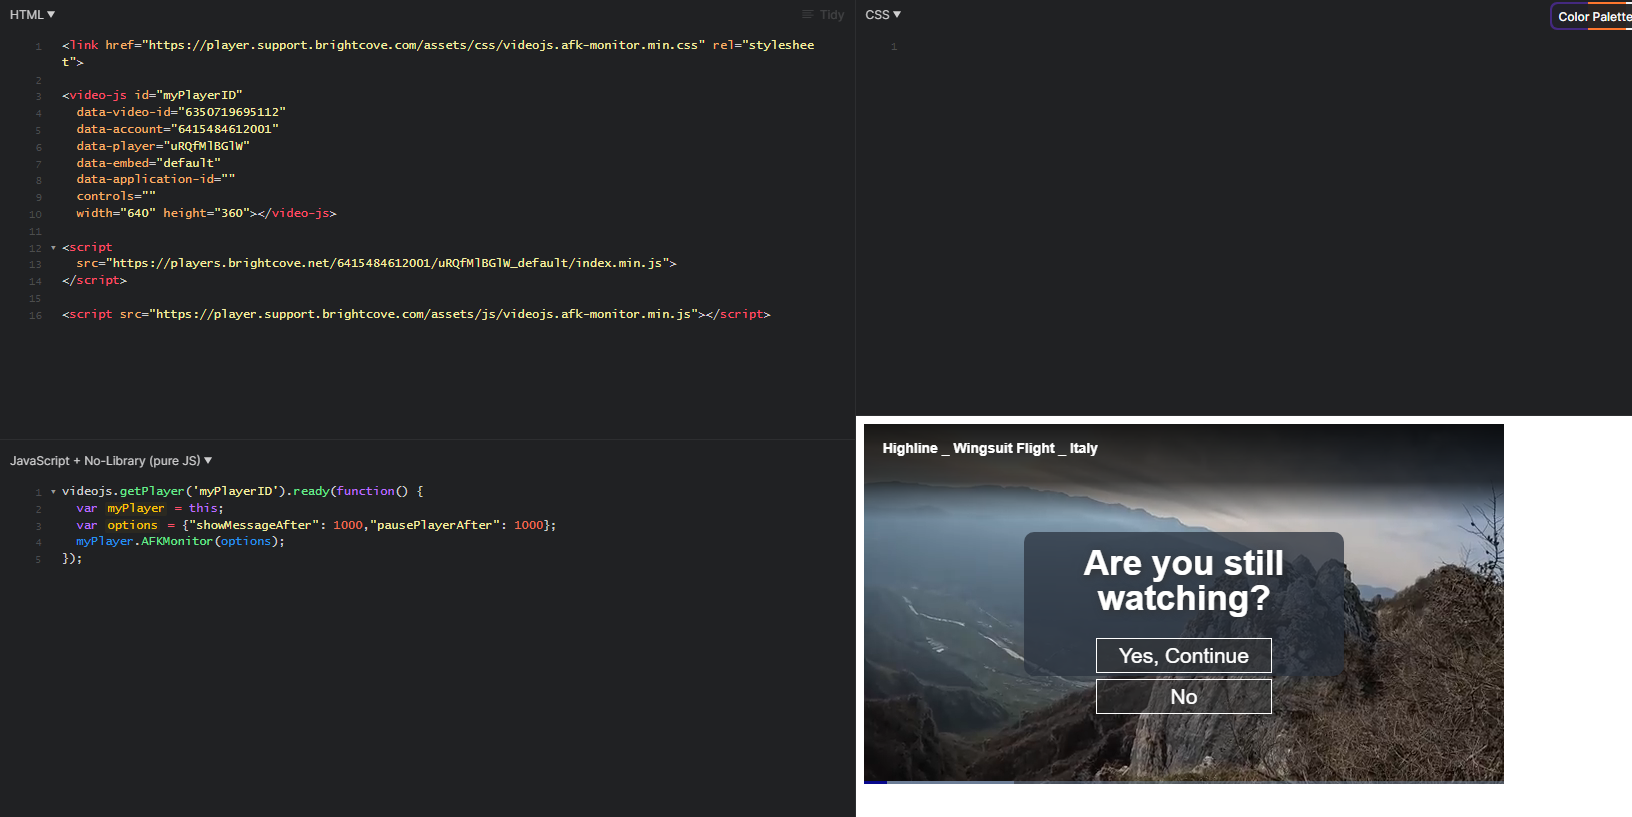 HTML ▼
Tidy
1 <link href="https://player.support.brightcove.com/assets/css/videojs.afk-monitor.min.css" rel="styleshee
t">
2
3 <video-js id="myPlayerID"
4 data-video-id="6350719695112"
5 data-account="6415484612001"
6 data-player="uRQfMlBGlW"
7 data-embed="default"
8 data-application-id=""
9 controls=""
10 width="640" height="360"></video-js>
11
12 ▾ <script
13 src="https://players.brightcove.net/6415484612001/uRQfMlBGlW_default/index.min.js">
14 </script>
15
16 <script src="https://player.support.brightcove.com/assets/js/videojs.afk-monitor.min.js"></script>
CSS ▼
Color Palette
1
JavaScript + No-Library (pure JS) ▼
1 ▾ videojs.getPlayer('myPlayerID').ready(function() {
2 var myPlayer = this;
3 var options = {"showMessageAfter": 1000,"pausePlayerAfter": 1000};
4 myPlayer.AFKMonitor(options);
5 });
Highline _ Wingsuit Flight _ Italy
Are you still
watching?
Yes, Continue
No